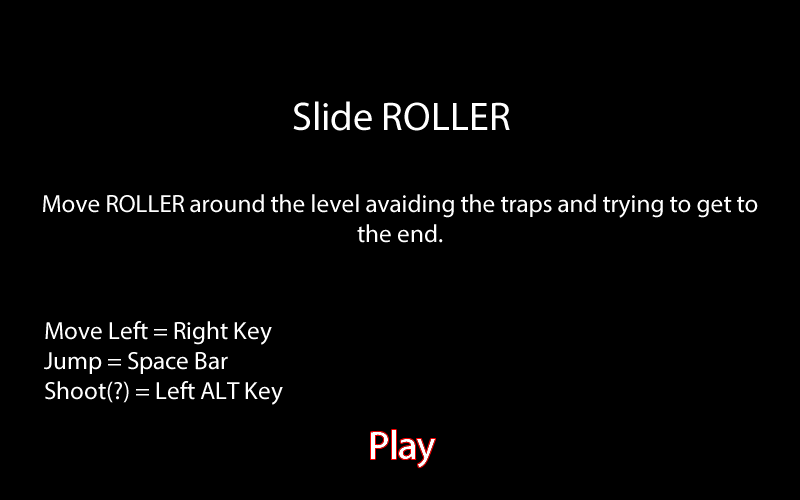 Slide ROLLER
Move ROLLER around the level avaiding the traps and trying to get to
the end.
Move Left = Right Key
Jump = Space Bar
Shoot(?) = Left ALT Key
Play